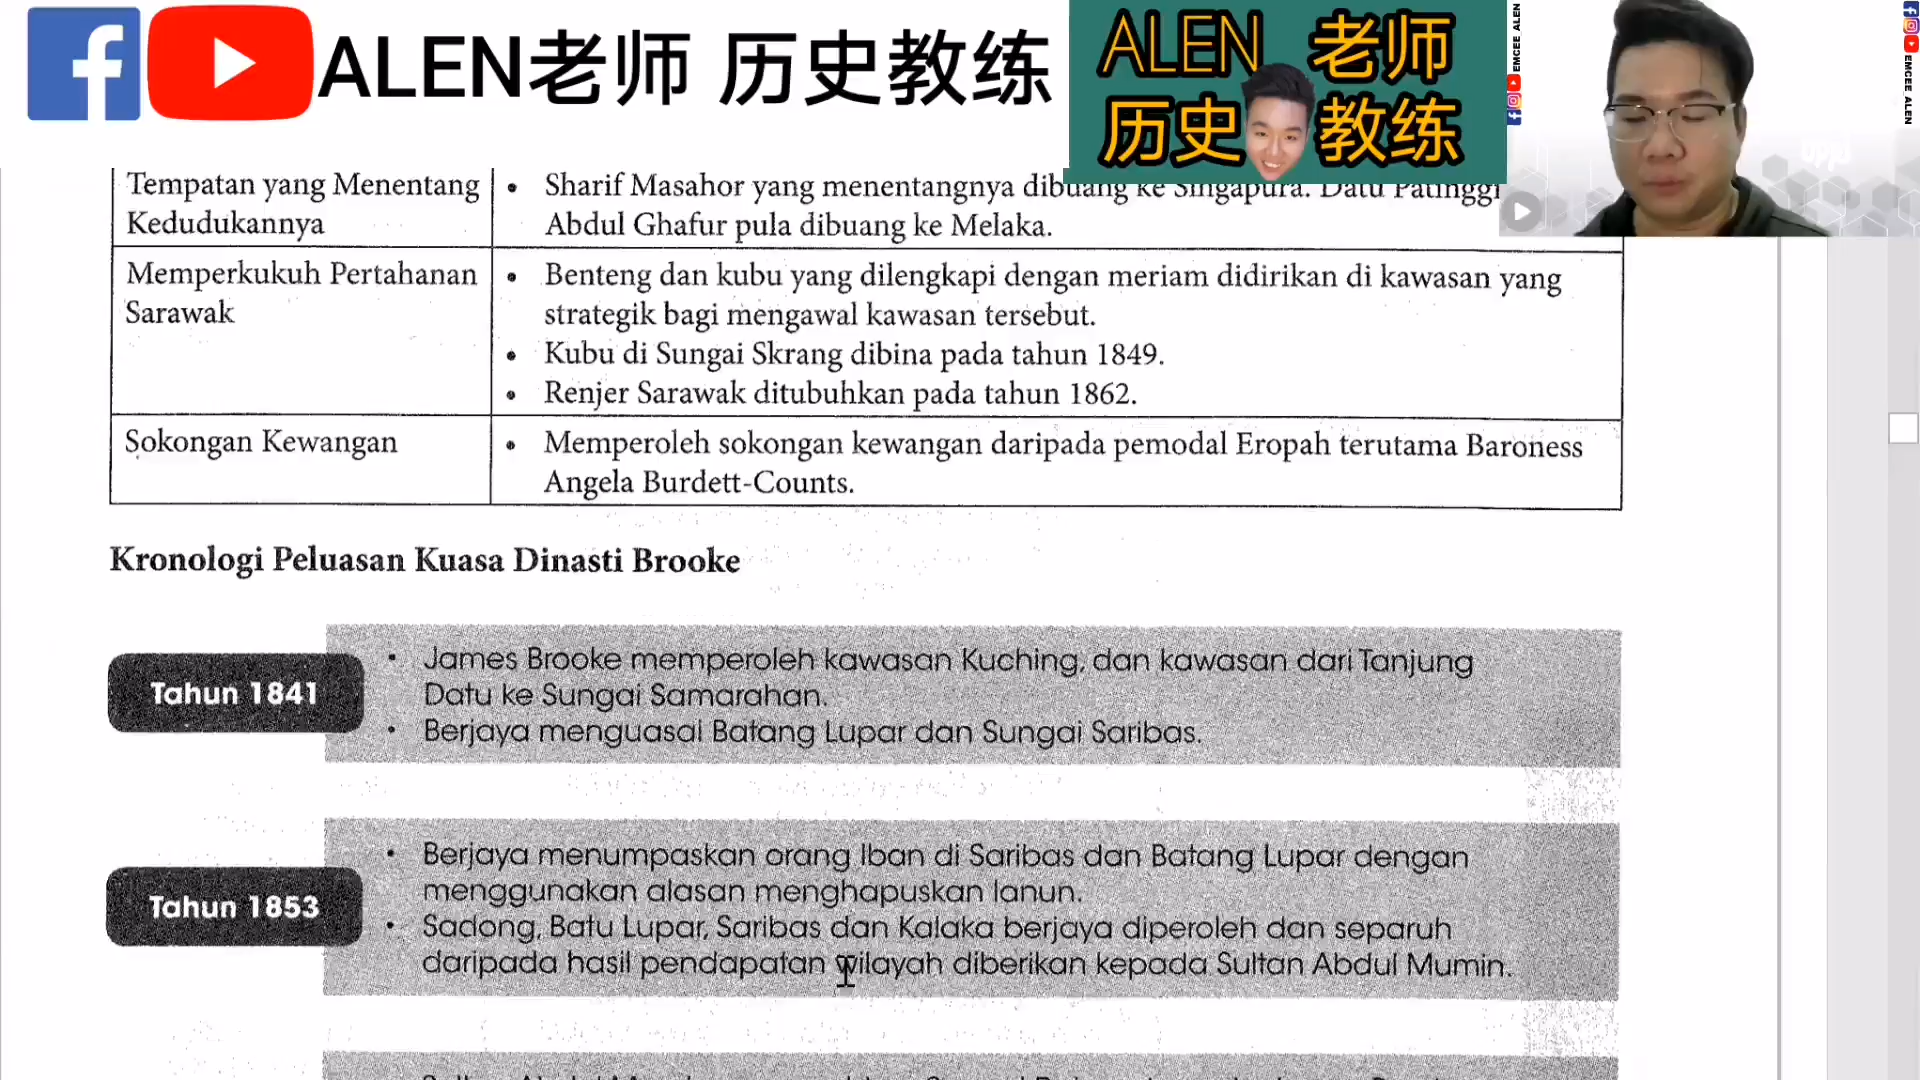 ALEN老师 历史教练
ALEN 老师
历史 教练
EMCEE ALEN
EMCEE ALEN
Tempatan yang Menentang
Kedudukannya
• Sharif Masahor yang menentangnya dibuang ke Singapura. Datu Patinggi
Abdul Ghafur pula dibuang ke Melaka.
Memperkukuh Pertahanan
Sarawak
• Benteng dan kubu yang dilengkapi dengan meriam didirikan di kawasan yang
strategik bagi mengawal kawasan tersebut.
• Kubu di Sungai Skrang dibina pada tahun 1849.
• Renjer Sarawak ditubuhkan pada tahun 1862.
Sokongan Kewangan
• Memperoleh sokongan kewangan daripada pemodal Eropah terutama Baroness
Angela Burdett-Counts.
Kronologi Peluasan Kuasa Dinasti Brooke
Tahun 1841
• James Brooke memperoleh kawasan Kuching, dan kawasan dari Tanjung
Datu ke Sungai Samarahan.
• Berjaya menguasai Batang Lupar dan Sungai Saribas.
Tahun 1853
• Berjaya menumpaskan orang Iban di Saribas dan Batang Lupar dengan
menggunakan alasan menghapuskan lanun.
• Sadong, Batu Lupar, Saribas dan Kalaka berjaya diperoleh dan separuh
daripada hasil pendapatan wilayah diberikan kepada Sultan Abdul Mumin.